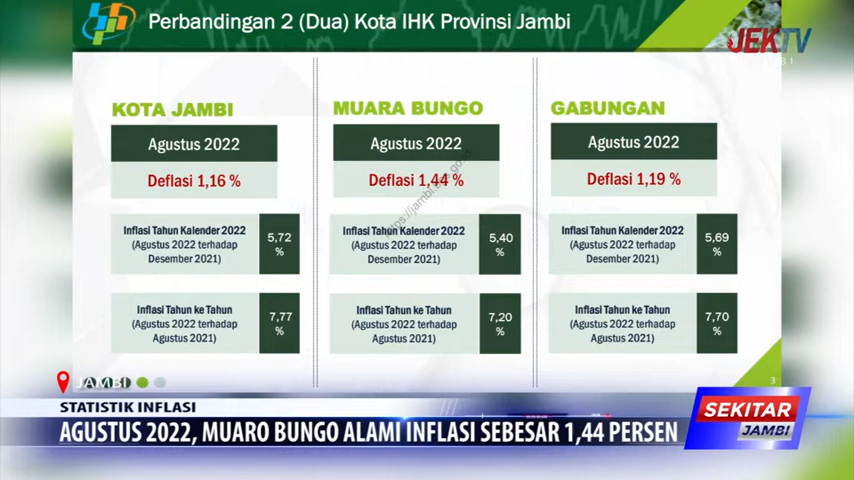 Perbandingan 2 (Dua) Kota IHK Provinsi Jambi
JEKTV
KOTA JAMBI
Agustus 2022
Deflasi 1,16 %
Inflasi Tahun Kalender 2022
(Agustus 2022 terhadap
Desember 2021)
5,72
%
Inflasi Tahun ke Tahun
(Agustus 2022 terhadap
Agustus 2021)
7,77
%
MUARA BUNGO
Agustus 2022
Deflasi 1,44 %
Inflasi Tahun Kalender 2022
(Agustus 2022 terhadap
Desember 2021)
5,40
%
Inflasi Tahun ke Tahun
(Agustus 2022 terhadap
Agustus 2021)
7,20
%
GABUNGAN
Agustus 2022
Deflasi 1,19 %
Inflasi Tahun Kalender 2022
(Agustus 2022 terhadap
Desember 2021)
5,69
%
Inflasi Tahun ke Tahun
(Agustus 2022 terhadap
Agustus 2021)
7,70
%
3
JAMBI
STATISTIK INFLASI
AGUSTUS 2022, MUARO BUNGO ALAMI INFLASI SEBESAR 1,44 PERSEN
SEKITAR
JAMBI